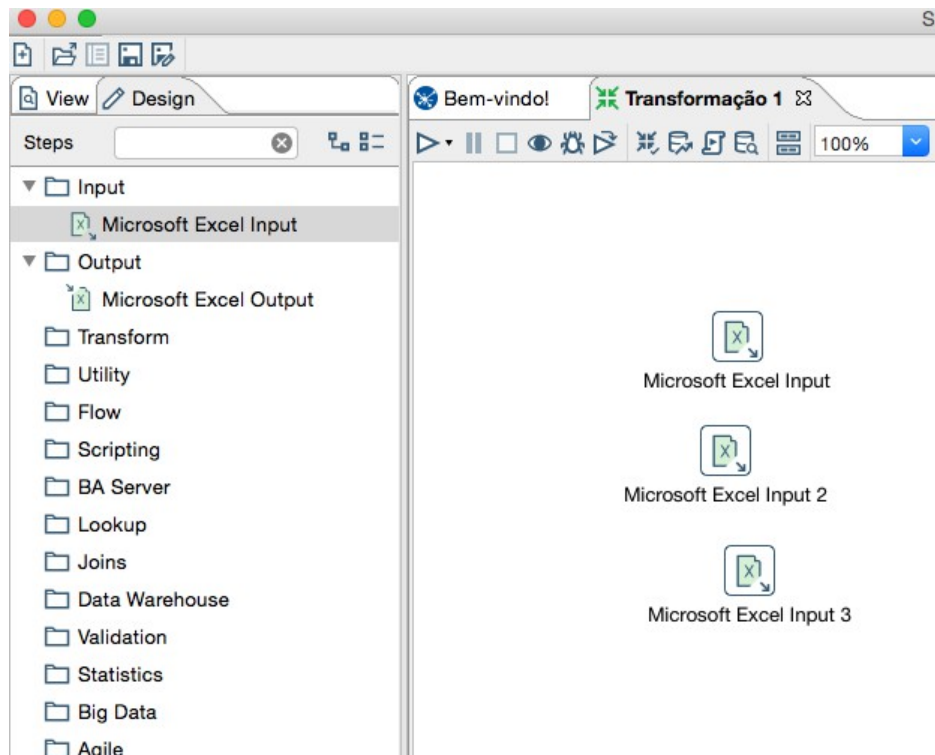 S
View
Design
Bem-vindo!
Transformação 1
Steps
100%
Input
Microsoft Excel Input
Output
Microsoft Excel Output
Transform
Utility
Flow
Scripting
BA Server
Lookup
Joins
Data Warehouse
Validation
Statistics
Big Data
Agile
Microsoft Excel Input
Microsoft Excel Input 2
Microsoft Excel Input 3